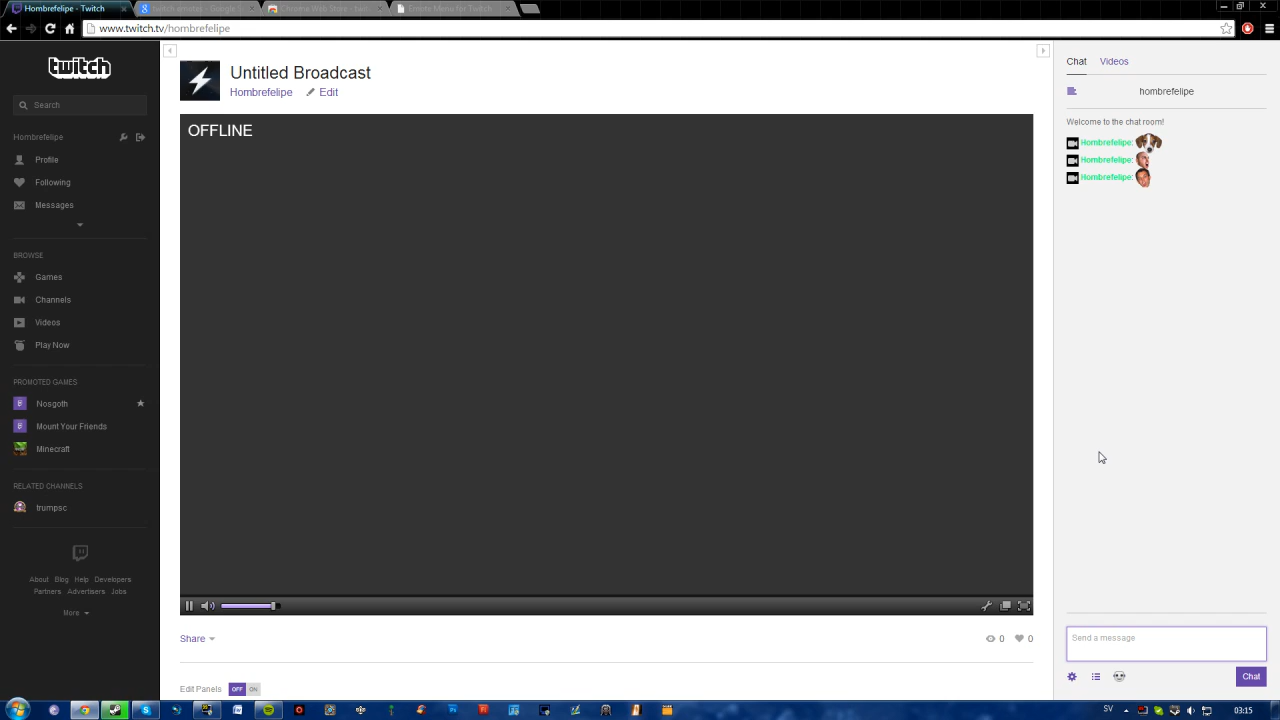 Hombrefelipe - Twitch
Chrome Web Store - twit
Emote Menu for Twitch
www.twitch.tv/hombrefelipe
twitch
Search
Hombrefelipe
Profile
Following
Messages
BROWSE
Games
Channels
Videos
Play Now
PROMOTED GAMES
Nosgoth
Mount Your Friends
Minecraft
RELATED CHANNELS
trumpsc
About Blog Help Developers
Partners Advertisers Jobs
More
Untitled Broadcast
Hombrefelipe Edit
OFFLINE
Share
0 0
Edit Panels OFF ON
Chat Videos
hombrefelipe
Welcome to the chat room!
Hombrefelipe:
Hombrefelipe:
Hombrefelipe:
Send a message
Chat
SV 03:15